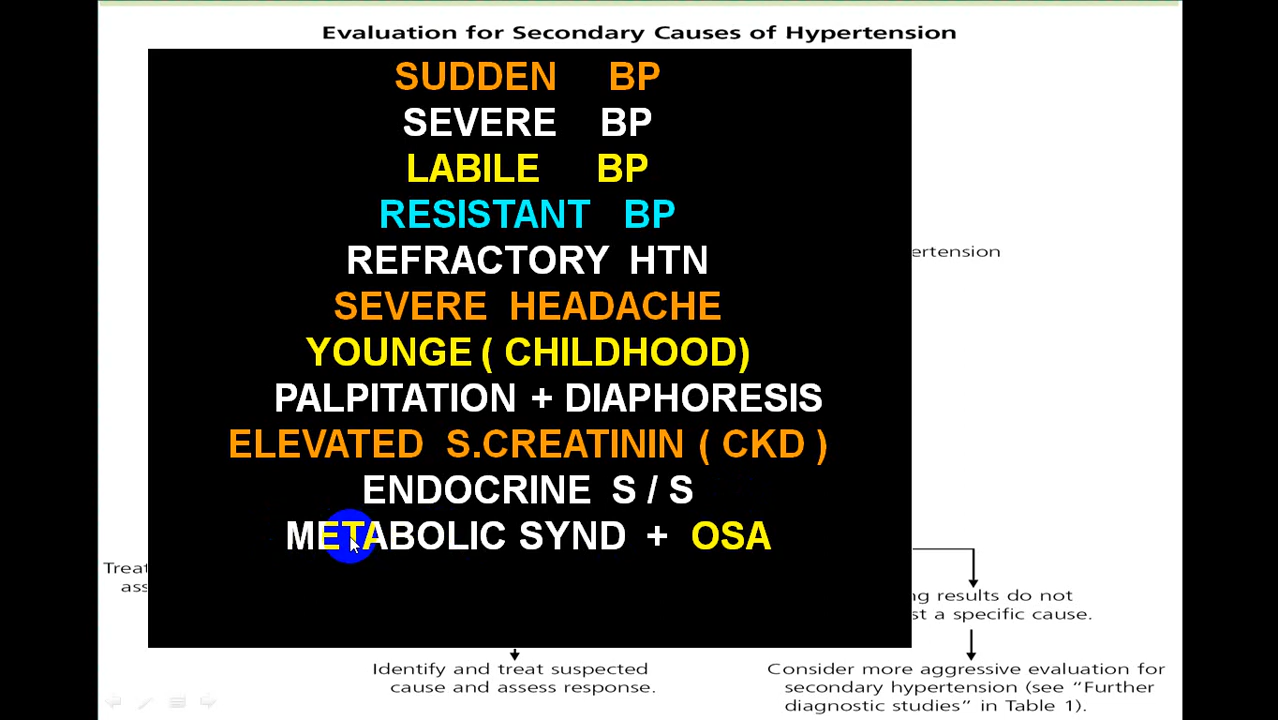 Evaluation for Secondary Causes of Hypertension
SUDDEN BP
SEVERE BP
LABILE BP
RESISTANT BP
REFRACTORY HTN
SEVERE HEADACHE
YOUNGE ( CHILDHOOD)
PALPITATION + DIAPHORESIS
ELEVATED S.CREATININ ( CKD )
ENDOCRINE S / S
METABOLIC SYND + OSA
ertension
Treat
ass
ng results do not
st a specific cause.
Identify and treat suspected
cause and assess response.
Consider more aggressive evaluation for
secondary hypertension (see “Further
diagnostic studies” in Table 1).